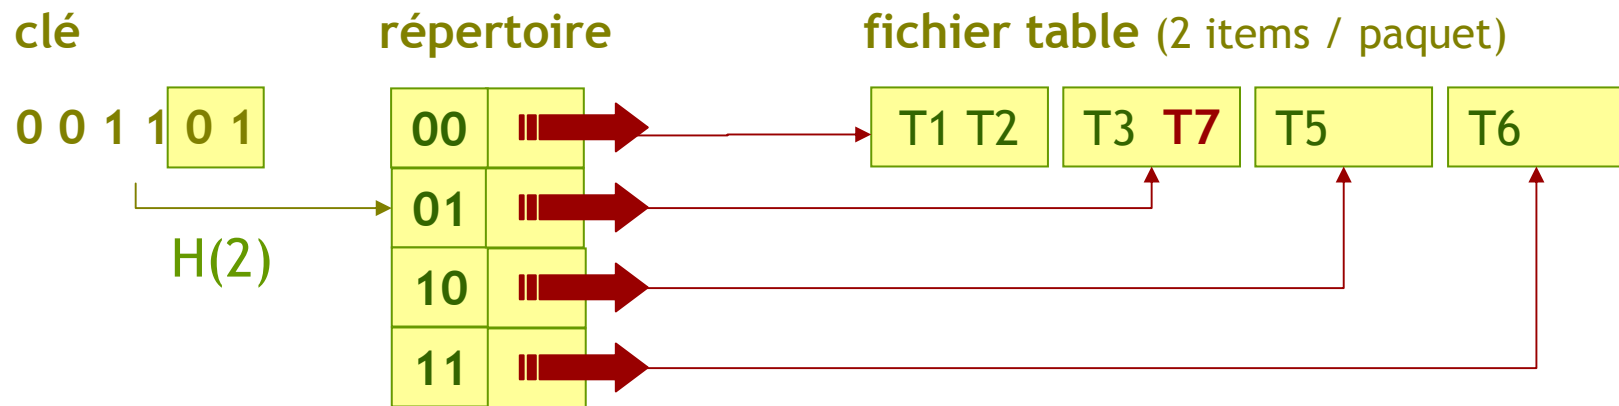 clé répertoire fichier table (2 items / paquet)
0 0 1 1 0 1 00 T1 T2 T3 T7 T5 T6
01
H(2)
10
11